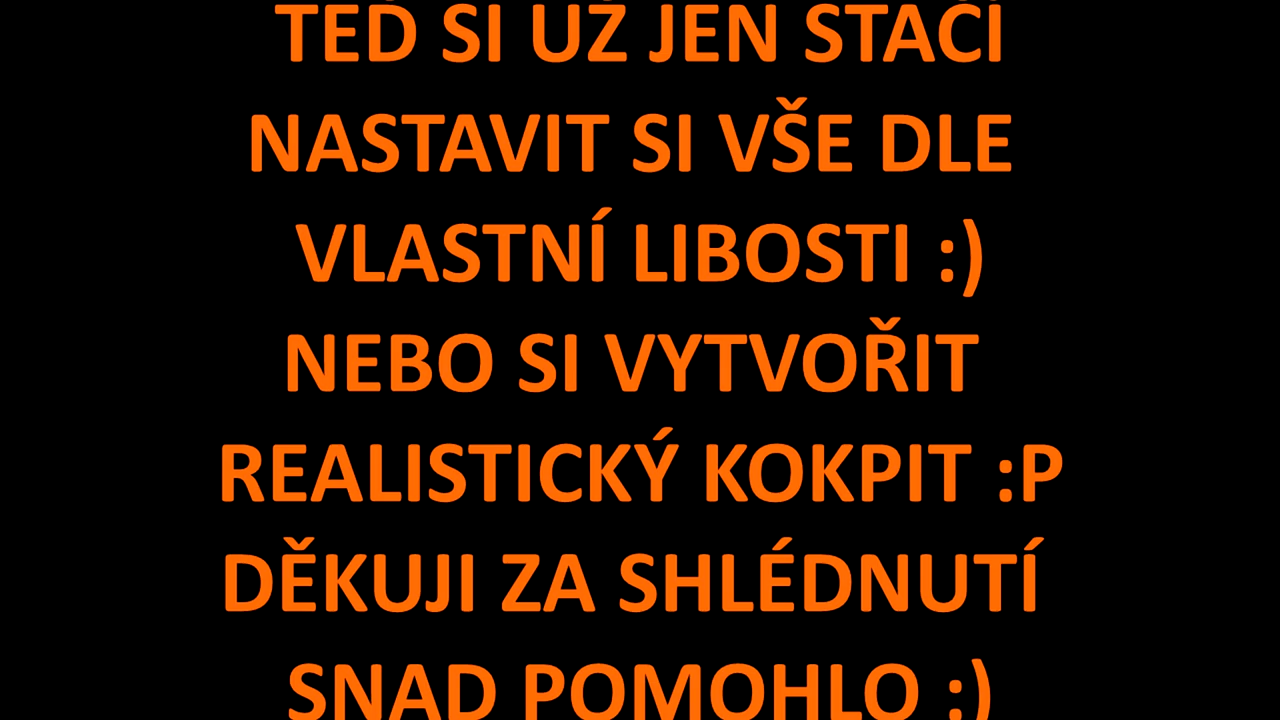 TEĎ SI UŽ JEN STAČÍ
NASTAVIT SI VŠE DLE
VLASTNÍ LIBOSTI :)
NEBO SI VYTVOŘIT
REALISTICKÝ KOKPIT :P
DĚKUJI ZA SHLÉDNUTÍ
SNAD POMOHLO :)